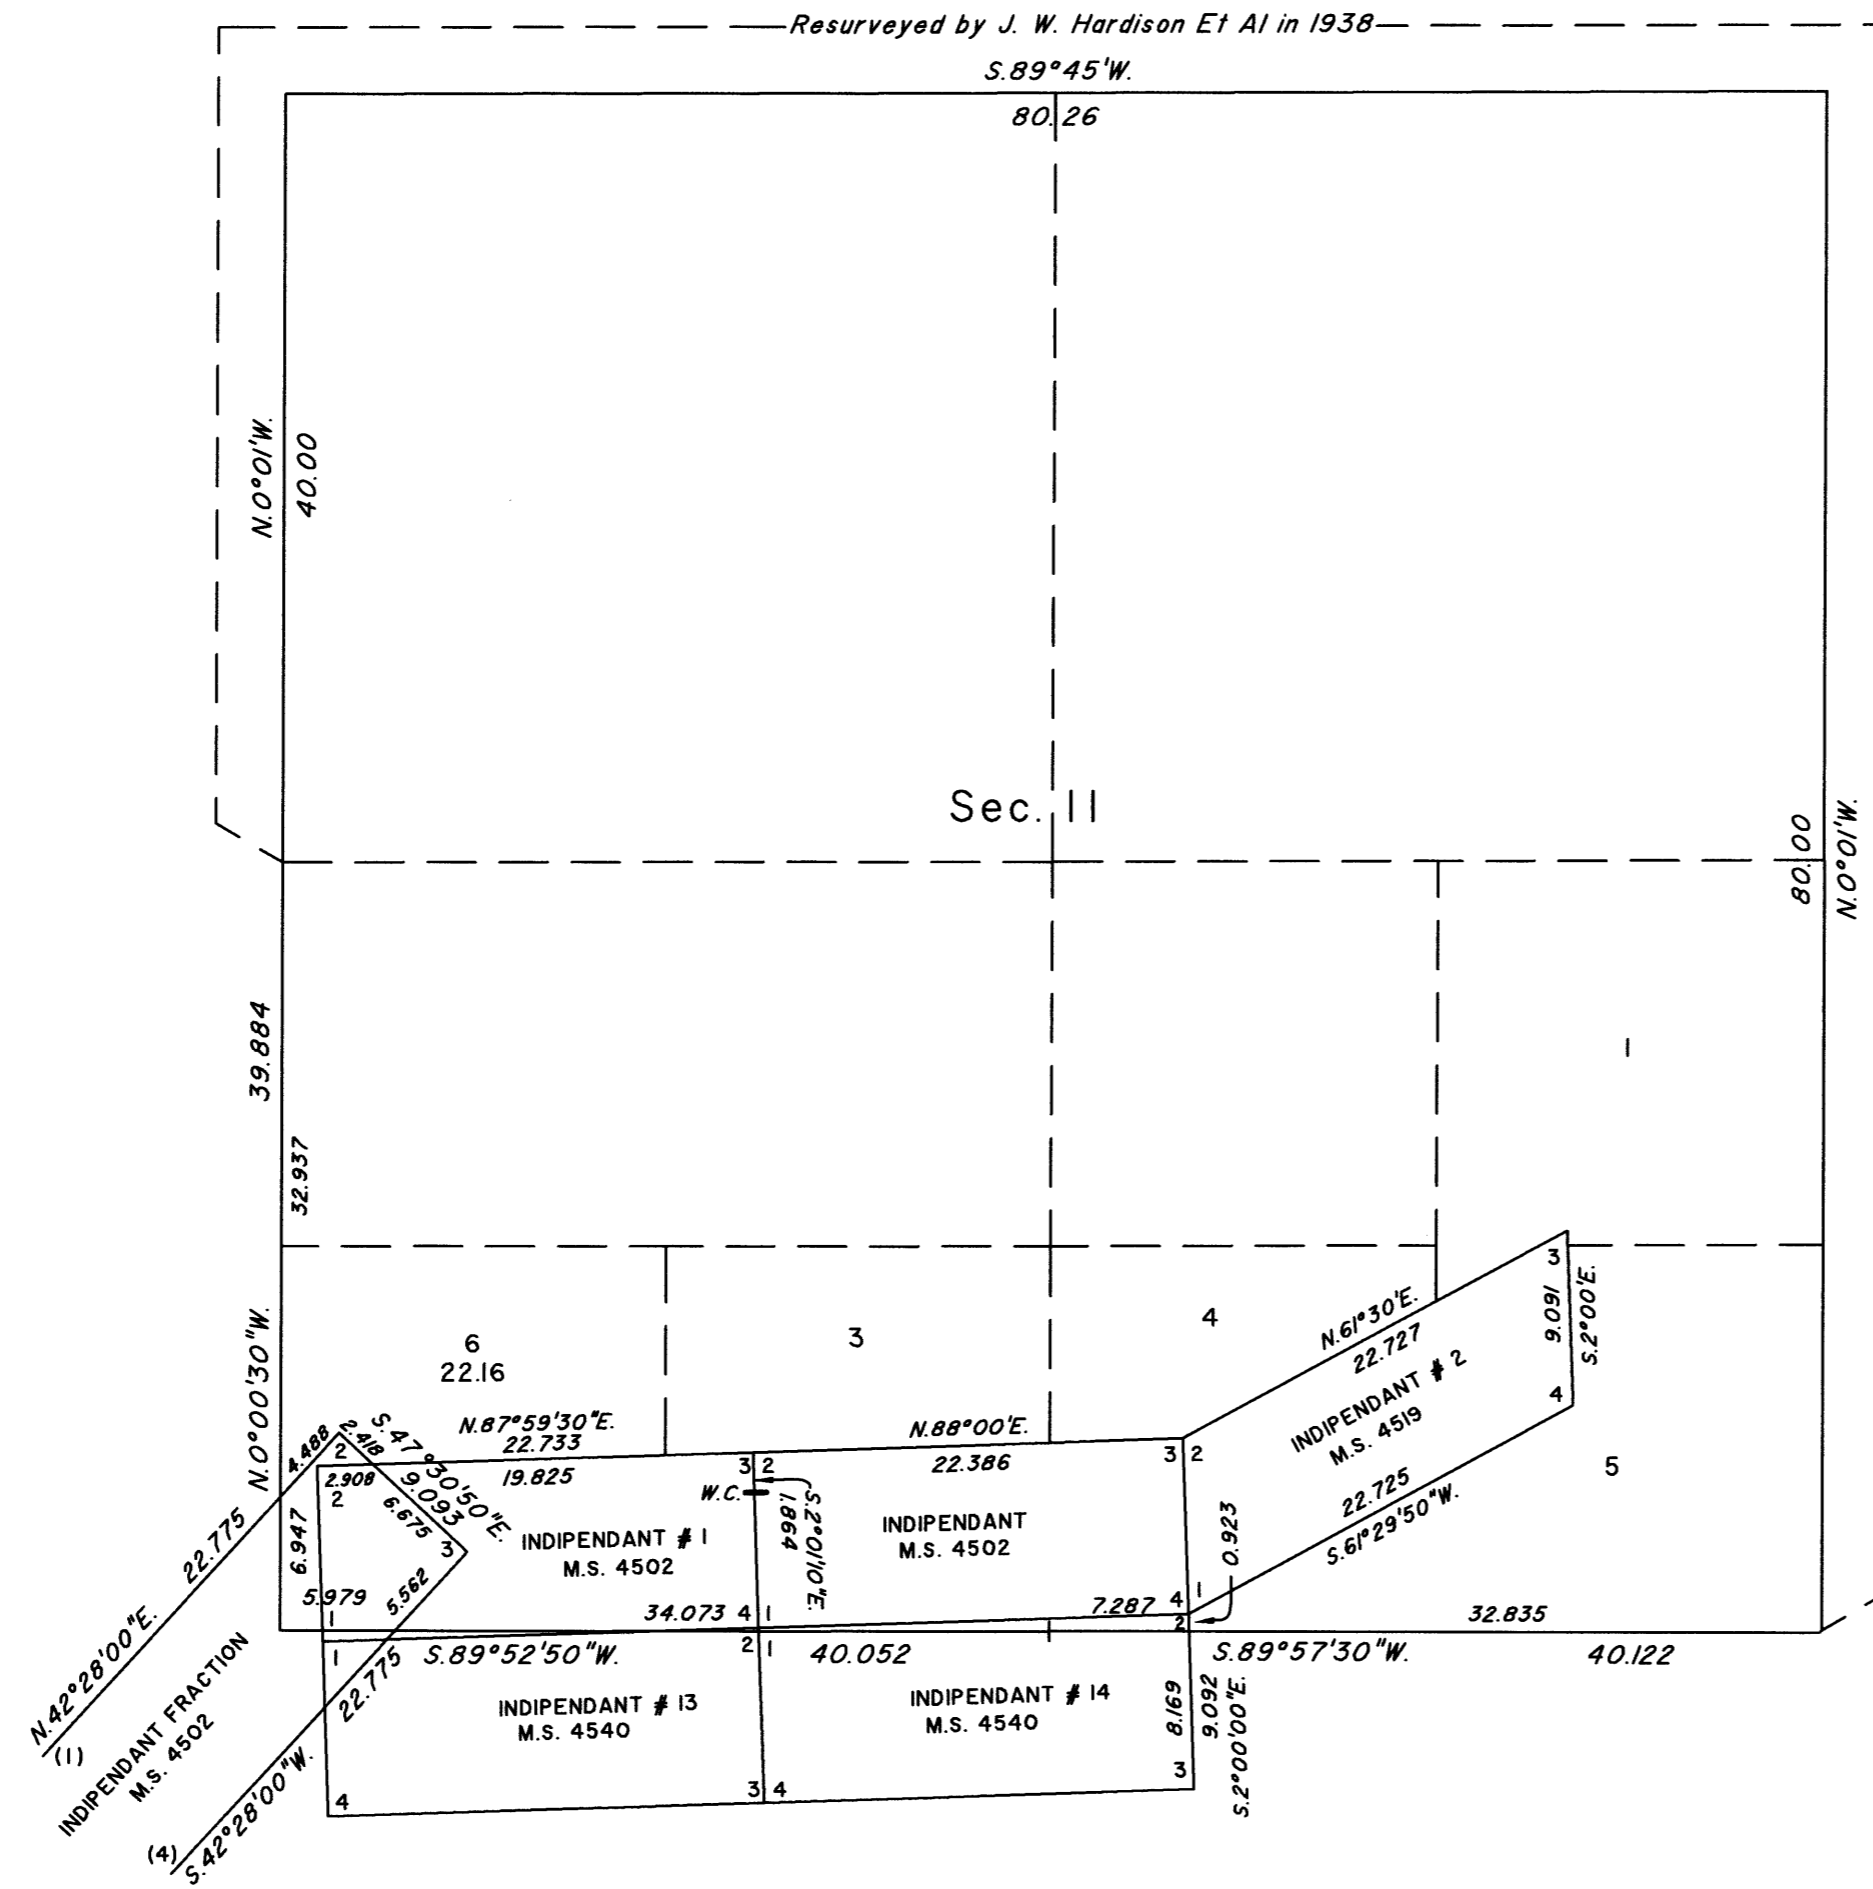 Resurveyed by J. W. Hardison Et Al in 1938
S.89°45'W.
80.26
N.0°01'W.
40.00
Sec. 11
80.00
N.0°01'W.
39.884
32.937
1
N.0°00'30"W.
6
22.16
3
4
5
N.61°30'E.
22.727
3
9.091
S.2°00'E.
4
INDIPENDANT # 2
M.S. 4519
22.725
S.61°29'50"W.
N.87°59'30"E.
22.733
19.825
N.88°00'E.
22.386
3
2
3
2
W.C.
S.2°01'10"E.
1.864
4.488
2
2.418
S.47°30'50"E.
9.093
6.675
3
2.908
2
6.947
5.979
5.562
1
INDIPENDANT # 1
M.S. 4502
INDIPENDANT
M.S. 4502
34.073
4
1
7.287
4
1
2
0.923
32.835
22.775
N.42°28'00"E.
(1)
INDIPENDANT FRACTION
M.S. 4502
(4)
S.42°28'00"W.
22.775
1
S.89°52'50"W.
2
1
40.052
S.89°57'30"W.
40.122
INDIPENDANT # 13
M.S. 4540
INDIPENDANT # 14
M.S. 4540
8.169
9.092
S.2°00'00"E.
4
3
4
3